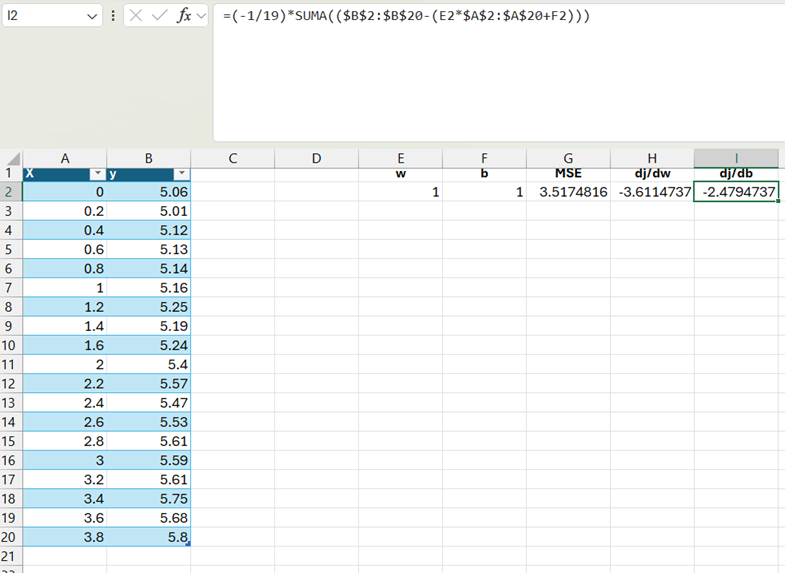 I2 fx =(-1/19)*SUMA(($B$2:$B$20-(E2*$A$2:$A$20+F2)))
A B C D E F G H I
1 X y w b MSE dj/dw dj/db
2 0 5.06 1 1 3.5174816 -3.6114737 -2.4794737
3 0.2 5.01
4 0.4 5.12
5 0.6 5.13
6 0.8 5.14
7 1 5.16
8 1.2 5.25
9 1.4 5.19
10 1.6 5.24
11 2 5.4
12 2.2 5.57
13 2.4 5.47
14 2.6 5.53
15 2.8 5.61
16 3 5.59
17 3.2 5.61
18 3.4 5.75
19 3.6 5.68
20 3.8 5.8
21